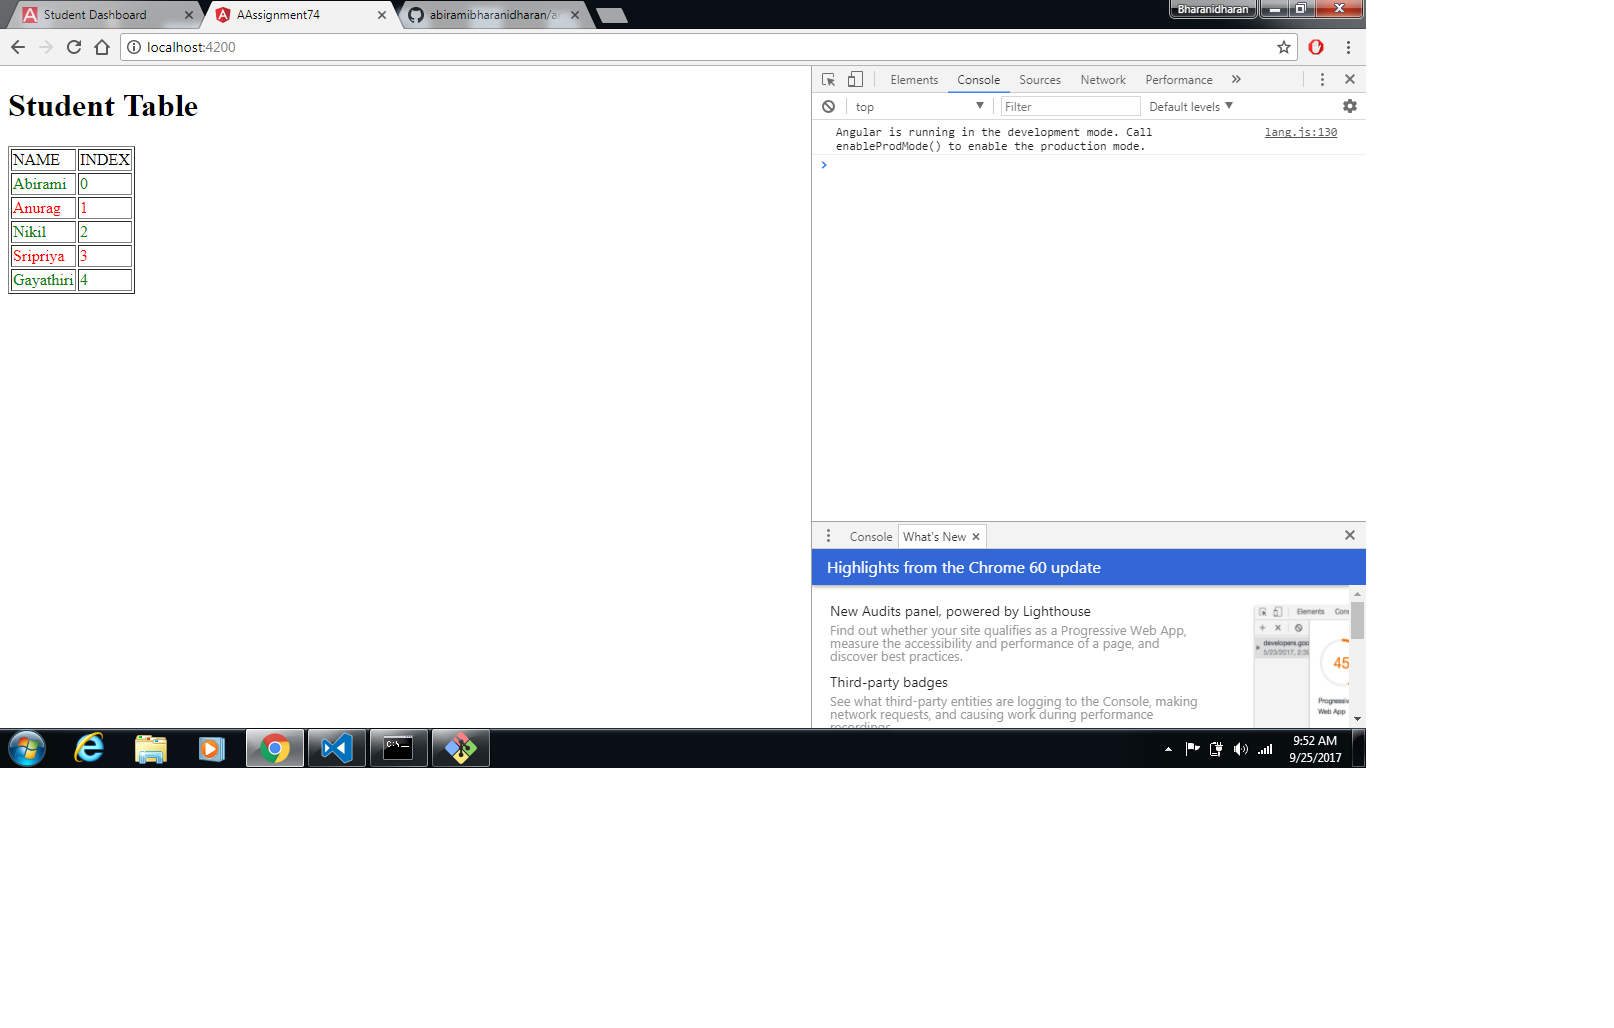 Student Dashboard
AAssignment74
abiramibharanidharan/
Bharanidharan
localhost:4200
Elements Console Sources Network Performance
top Filter Default levels
Angular is running in the development mode. Call lang.js:130
enableProdMode() to enable the production mode.
Student Table
NAME INDEX
Abirami 0
Anurag 1
Nikil 2
Sripriya 3
Gayathiri 4
Console What's New
Highlights from the Chrome 60 update
New Audits panel, powered by Lighthouse
Find out whether your site qualifies as a Progressive Web App,
measure the accessibility and performance of a page, and
discover best practices.
Third-party badges
See what third-party entities are logging to the Console, making
network requests, and causing work during performance
recordings.
Elements
developers.goo
5/23/2017,
45
Progressiv
Web App
C:\_
9:52 AM
9/25/2017